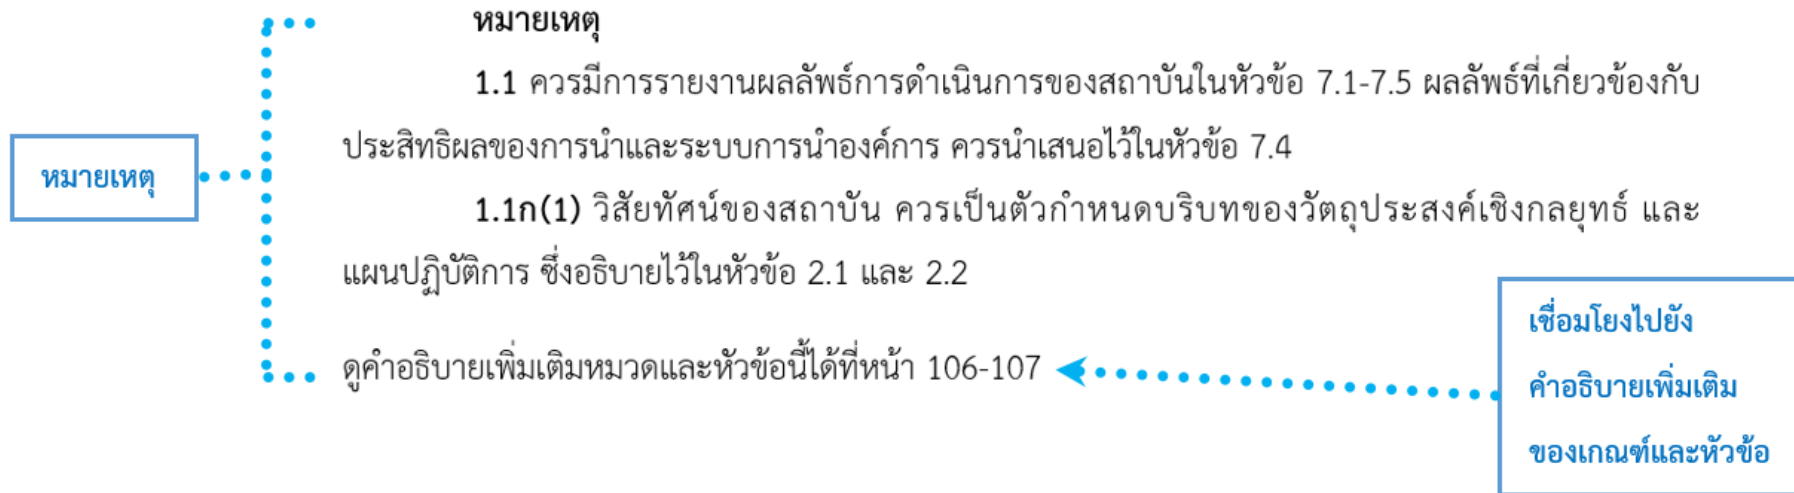 หมายเหตุ
1.1 ควรมีการรายงานผลลัพธ์การดำเนินการของสถาบันในหัวข้อ 7.1-7.5 ผลลัพธ์ที่เกี่ยวข้องกับ
ประสิทธิผลของการนำและระบบการนำองค์การ ควรนำเสนอไว้ในหัวข้อ 7.4
หมายเหตุ
1.1ก(1) วิสัยทัศน์ของสถาบัน ควรเป็นตัวกำหนดบริบทของวัตถุประสงค์เชิงกลยุทธ์ และ
แผนปฏิบัติการ ซึ่งอธิบายไว้ในหัวข้อ 2.1 และ 2.2
ดูคำอธิบายเพิ่มเติมหมวดและหัวข้อนี้ได้ที่หน้า 106-107
เชื่อมโยงไปยัง
คำอธิบายเพิ่มเติม
ของเกณฑ์และหัวข้อ